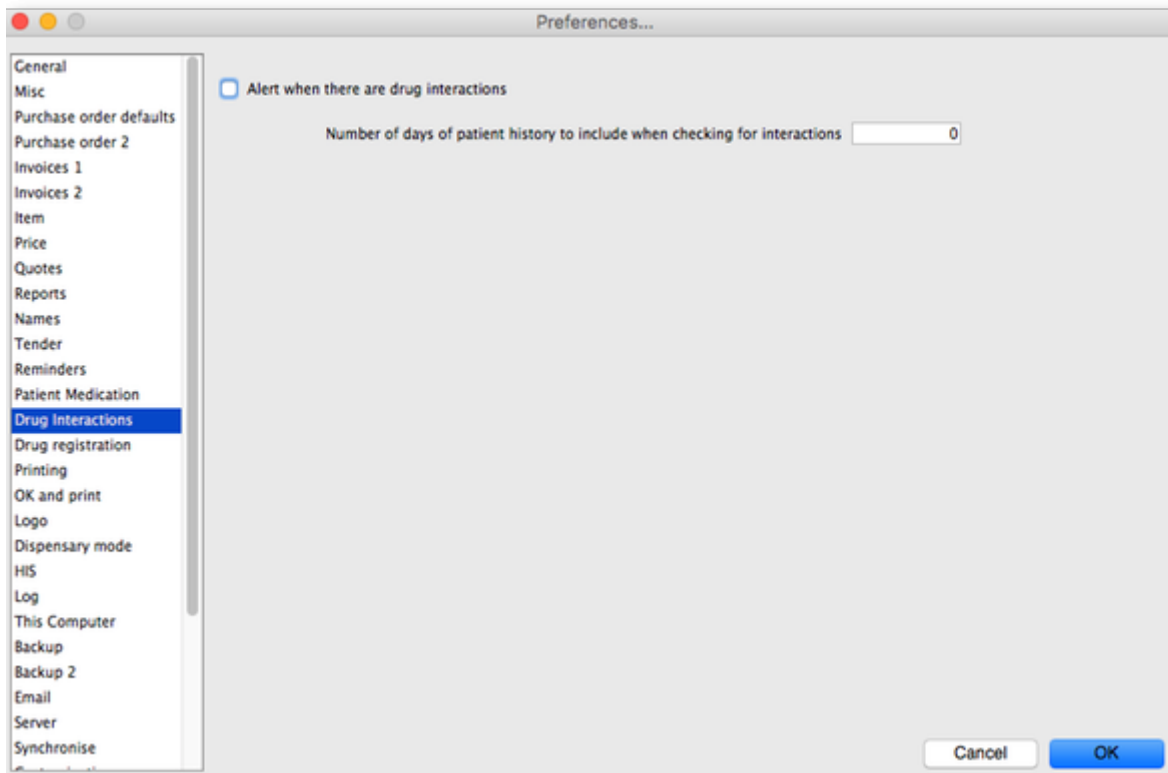 Preferences...
General
Misc
Purchase order defaults
Purchase order 2
Invoices 1
Invoices 2
Item
Price
Quotes
Reports
Names
Tender
Reminders
Patient Medication
Drug Interactions
Drug registration
Printing
OK and print
Logo
Dispensary mode
HIS
Log
This Computer
Backup
Backup 2
Email
Server
Synchronise
Alert when there are drug interactions
Number of days of patient history to include when checking for interactions 0
Cancel OK